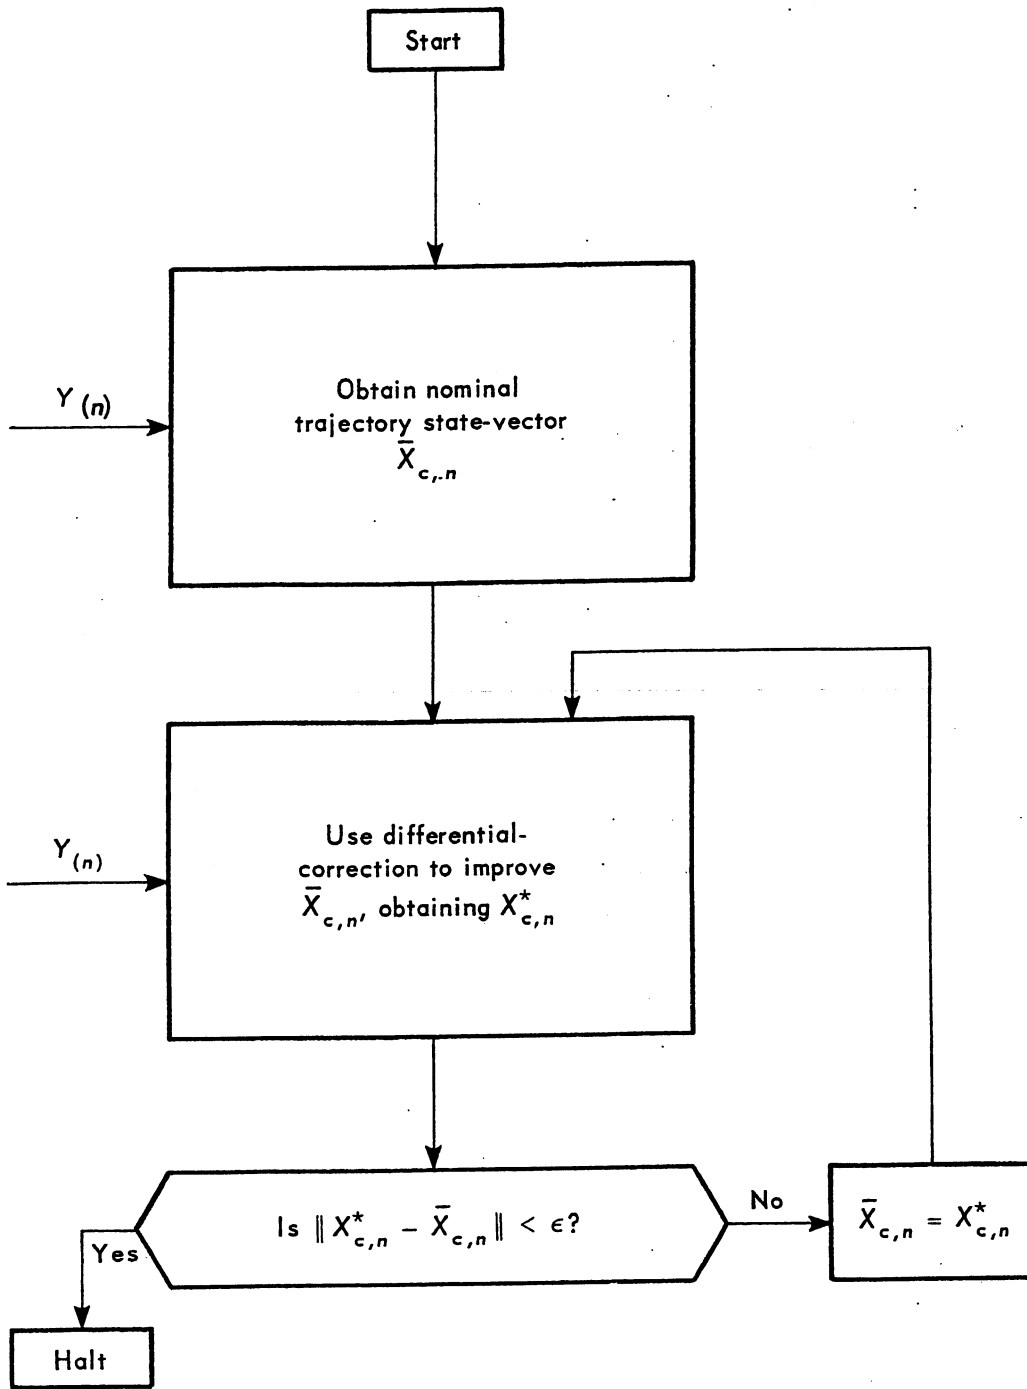 Start
Y(n)
Obtain nominal
trajectory state-vector
X̄c,n
Y(n)
Use differential-
correction to improve
X̄c,n, obtaining X*c,n
Is ‖ X*c,n – X̄c,n ‖ < ϵ?
No
X̄c,n = X*c,n
Yes
Halt